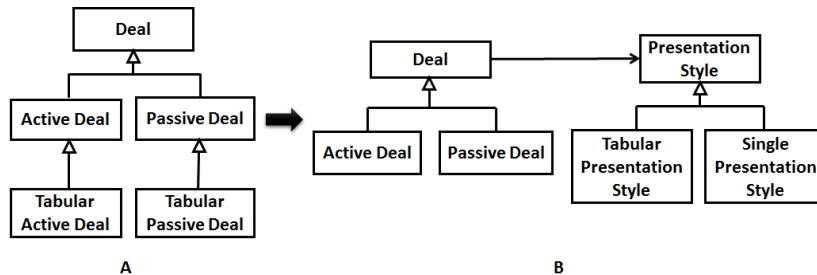 Deal
Active Deal
Passive Deal
Tabular
Active Deal
Tabular
Passive Deal
A
Deal
Presentation
Style
Active Deal
Passive Deal
Tabular
Presentation
Style
Single
Presentation
Style
B